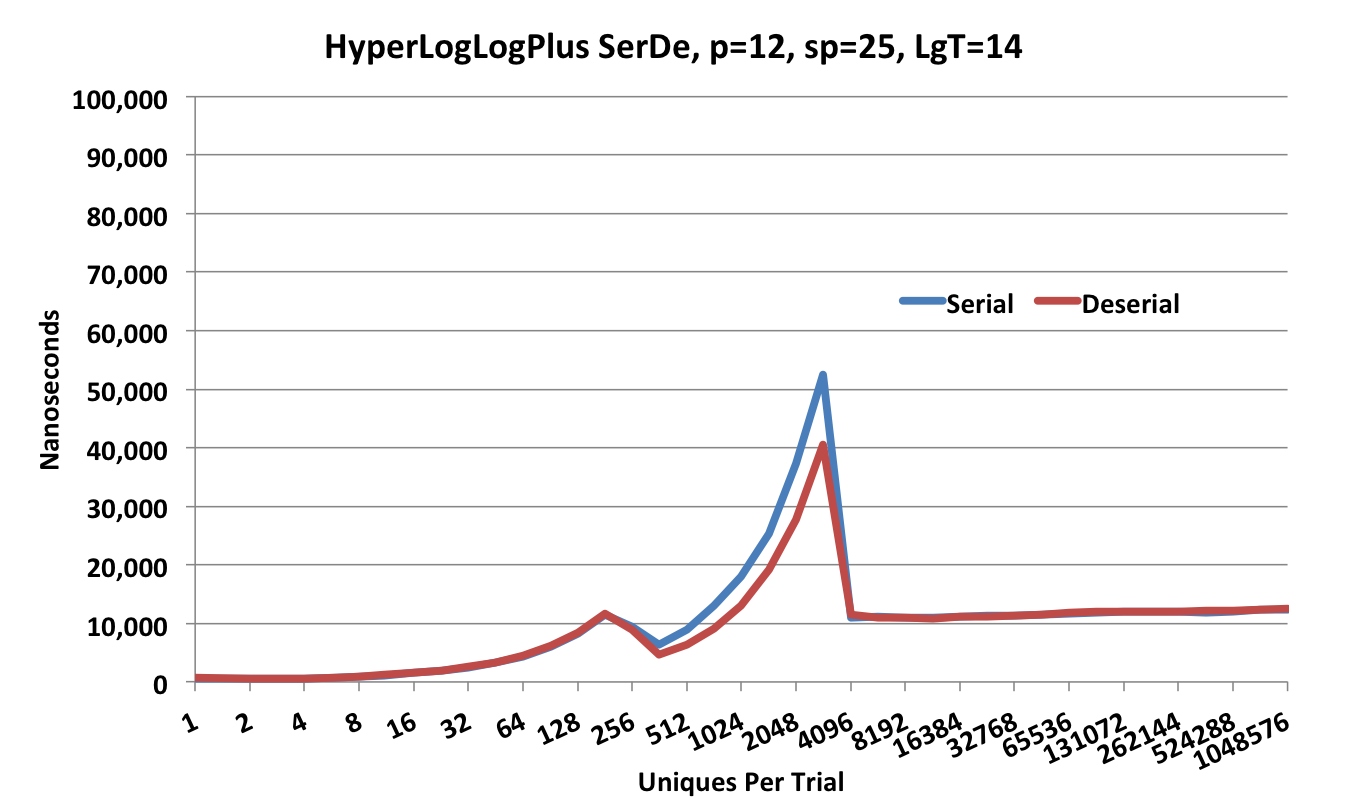 HyperLogLogPlus SerDe, p=12, sp=25, LgT=14
100,000
90,000
80,000
70,000
60,000
50,000
40,000
30,000
20,000
10,000
0
Nanoseconds
Serial Deserial
1 2 4 8 16 32 64 128 256 512 1024 2048 4096 8192 16384 32768 65536 131072 262144 524288 1048576
Uniques Per Trial